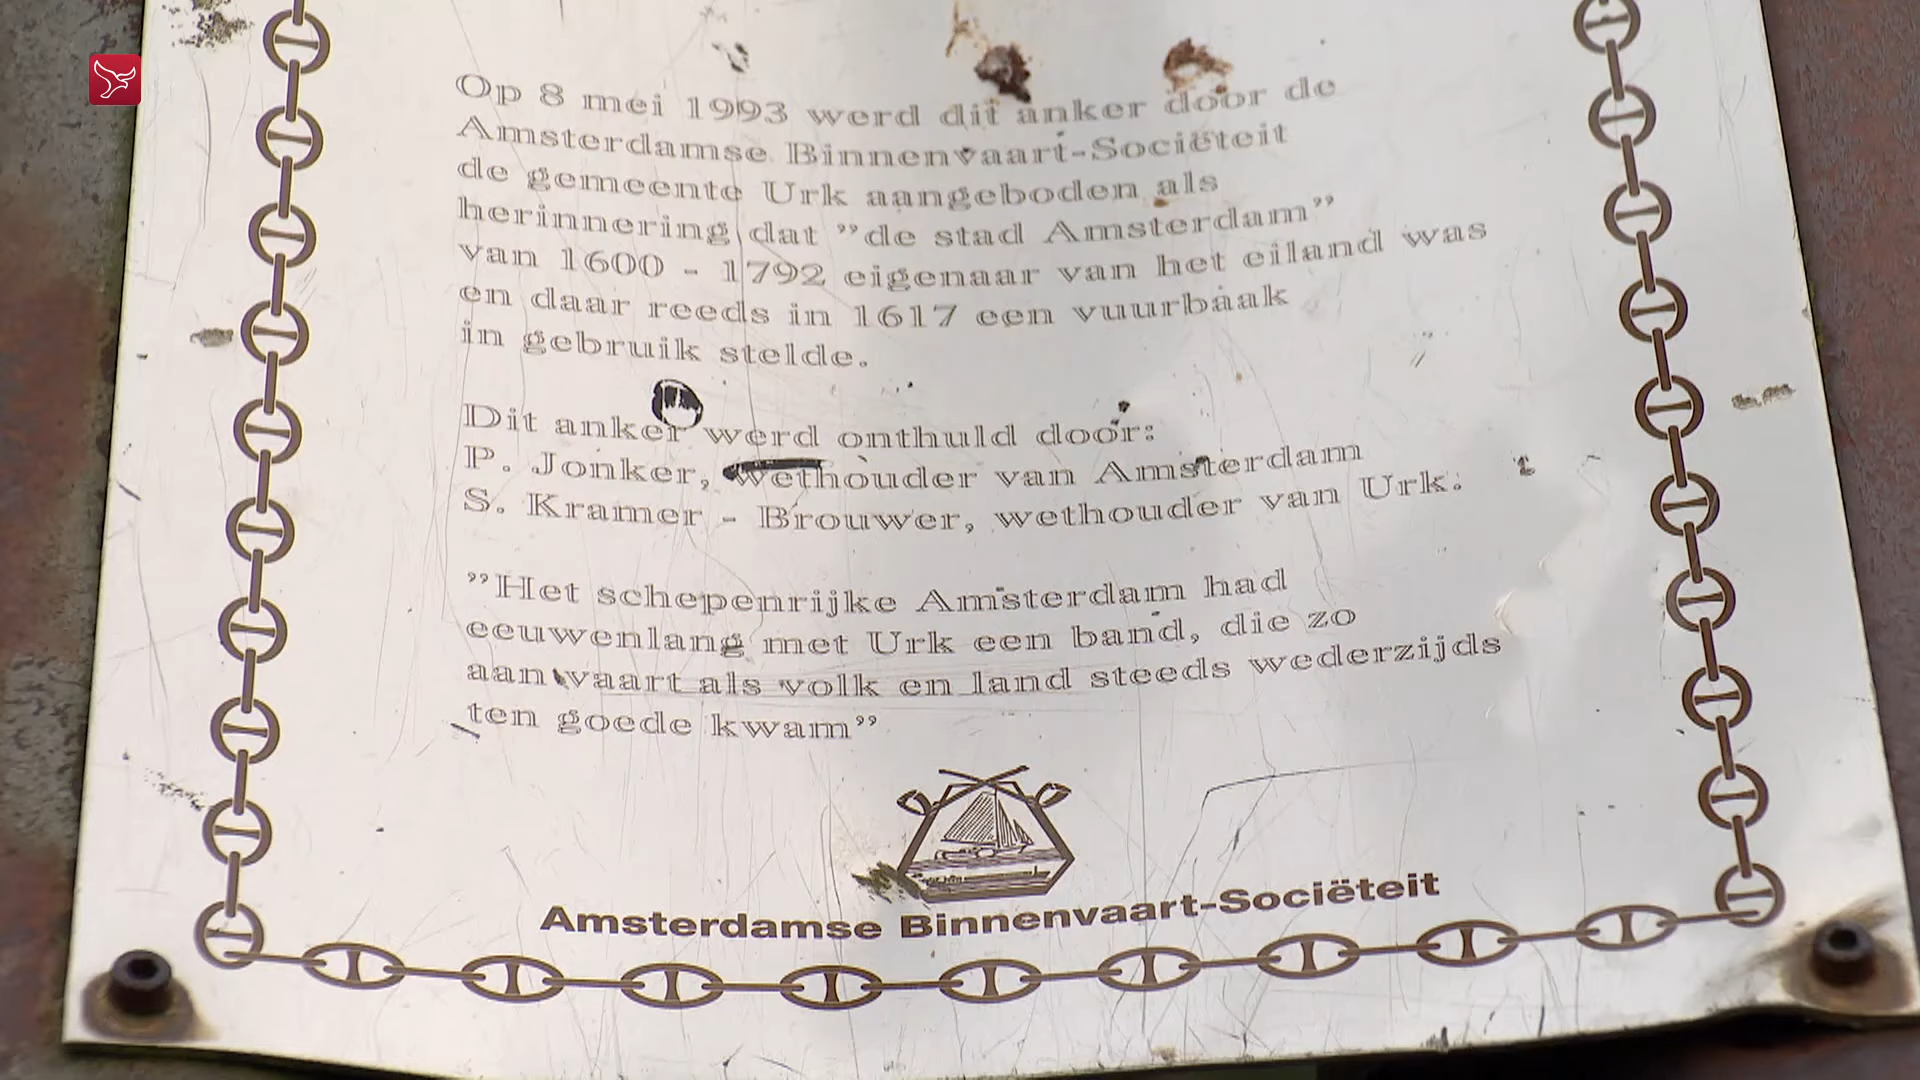 Op 8 mei 1993 werd dit anker door de
Amsterdamse Binnenvaart-Sociëteit
de gemeente Urk aangeboden als
herinnering dat ”de stad Amsterdam”
van 1600 - 1792 eigenaar van het eiland was
en daar reeds in 1617 een vuurbaak
in gebruik stelde.
Dit anker werd onthuld door:
P. Jonker, wethouder van Amsterdam
S. Kramer - Brouwer, wethouder van Urk.
”Het schepenrijke Amsterdam had
eeuwenlang met Urk een band, die zo
aanvaart als volk en land steeds wederzijds
ten goede kwam”
Amsterdamse Binnenvaart-Sociëteit